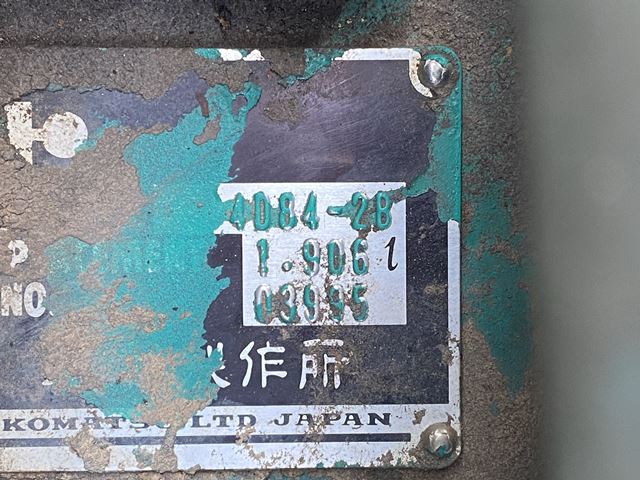 4D84-2B
P 1.906 l
NO. 03995
作所
KOMATSU LTD JAPAN